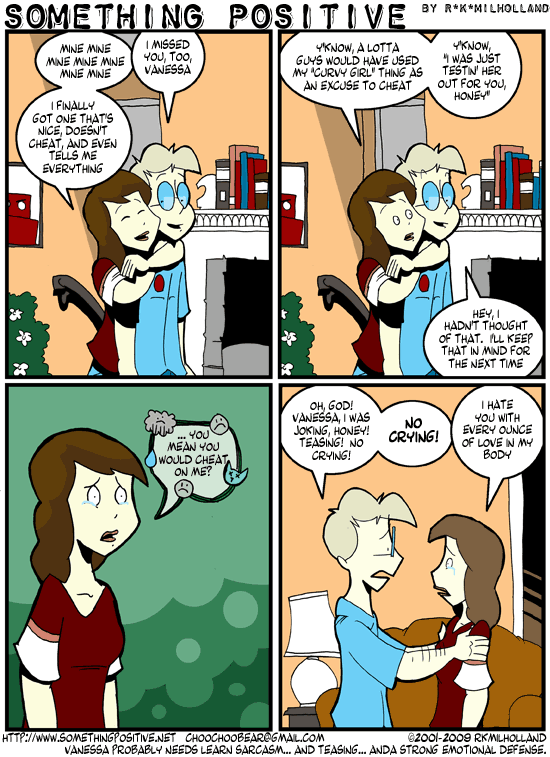 SOMETHING POSITIVE BY R*K*MILHOLLAND
MINE MINE
MINE MINE MINE
MINE MINE
I MISSED
YOU, TOO,
VANESSA
I FINALLY
GOT ONE THAT'S
NICE, DOESN'T
CHEAT, AND EVEN
TELLS ME
EVERYTHING
Y'KNOW, A LOTTA
GUYS WOULD HAVE USED
MY "CURVY GIRL" THING AS
AN EXCUSE TO CHEAT
Y'KNOW,
"I WAS JUST
TESTIN' HER
OUT FOR YOU,
HONEY"
HEY, I
HADN'T THOUGHT
OF THAT. I'LL KEEP
THAT IN MIND FOR
THE NEXT TIME
... YOU
MEAN YOU
WOULD CHEAT
ON ME?
OH, GOD!
VANESSA, I WAS
JOKING, HONEY!
TEASING! NO
CRYING!
NO
CRYING!
I HATE
YOU WITH
EVERY OUNCE
OF LOVE IN MY
BODY
HTTP://WWW.SOMETHINGPOSITIVE.NET CHOOCHOOBEAR@GMAIL.COM ©2001-2009 RKMILHOLLAND
VANESSA PROBABLY NEEDS LEARN SARCASM... AND TEASING... ANDA STRONG EMOTIONAL DEFENSE.